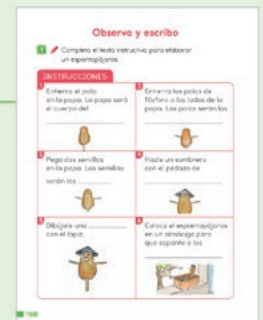 Observo y escribo
1 Completo el texto instructivo para elaborar
un espantapájaros.
INSTRUCCIONES
1 Entierro el palo
en la papa. La papa será
el cuerpo del
2 Entierro los palos de
fósforo a los lados de la
papa. Los palos serán los
3 Pega dos semillas
en la papa. Las semillas
serán los
4 Hazle un sombrero
con el pedazo de
5 Dibújale una
con el lápiz.
6 Coloca el espantapájaros
en un almácigo para
que espante a los